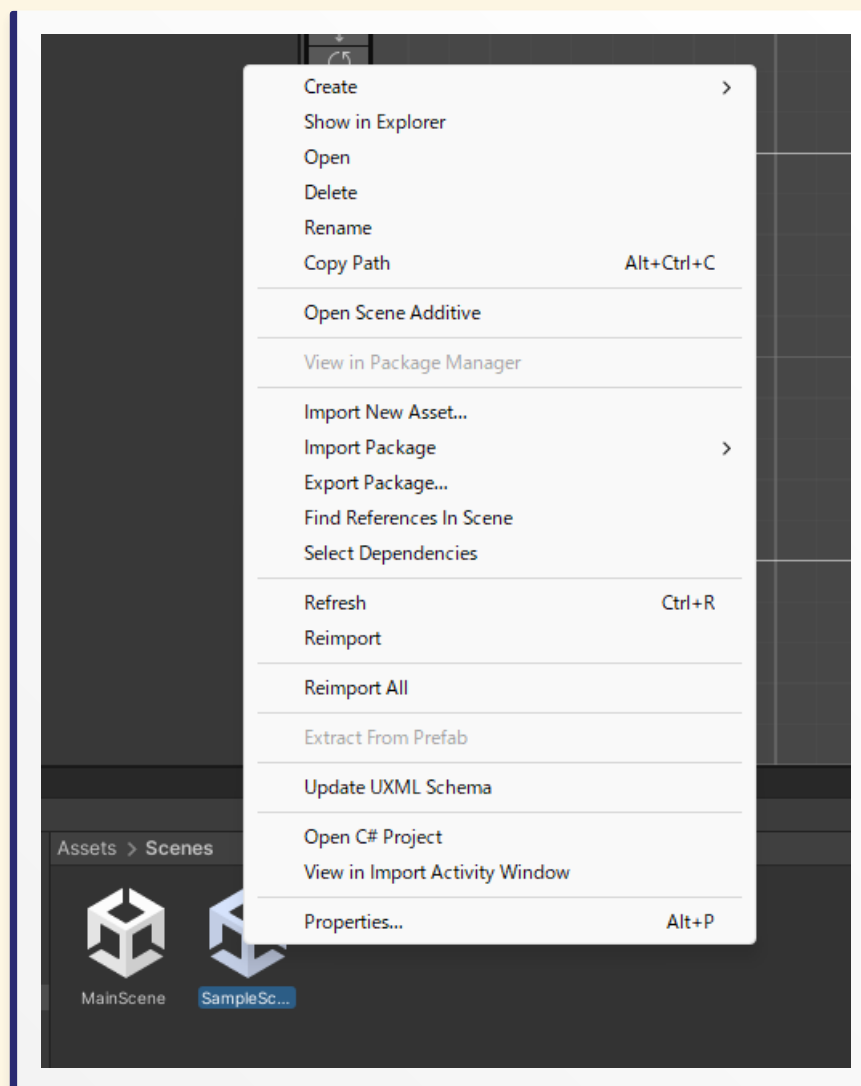 Create
Show in Explorer
Open
Delete
Rename
Copy Path Alt+Ctrl+C
Open Scene Additive
View in Package Manager
Import New Asset...
Import Package
Export Package...
Find References In Scene
Select Dependencies
Refresh Ctrl+R
Reimport
Reimport All
Extract From Prefab
Update UXML Schema
Open C# Project
View in Import Activity Window
Properties... Alt+P
Assets > Scenes
MainScene SampleSc...